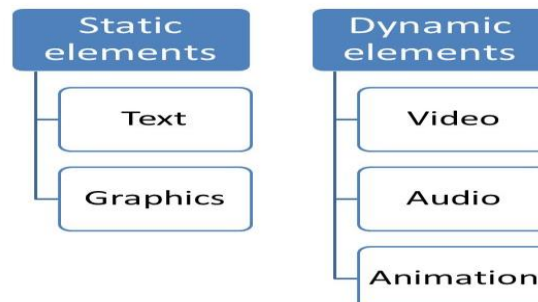 Static
elements
Text
Graphics
Dynamic
elements
Video
Audio
Animation